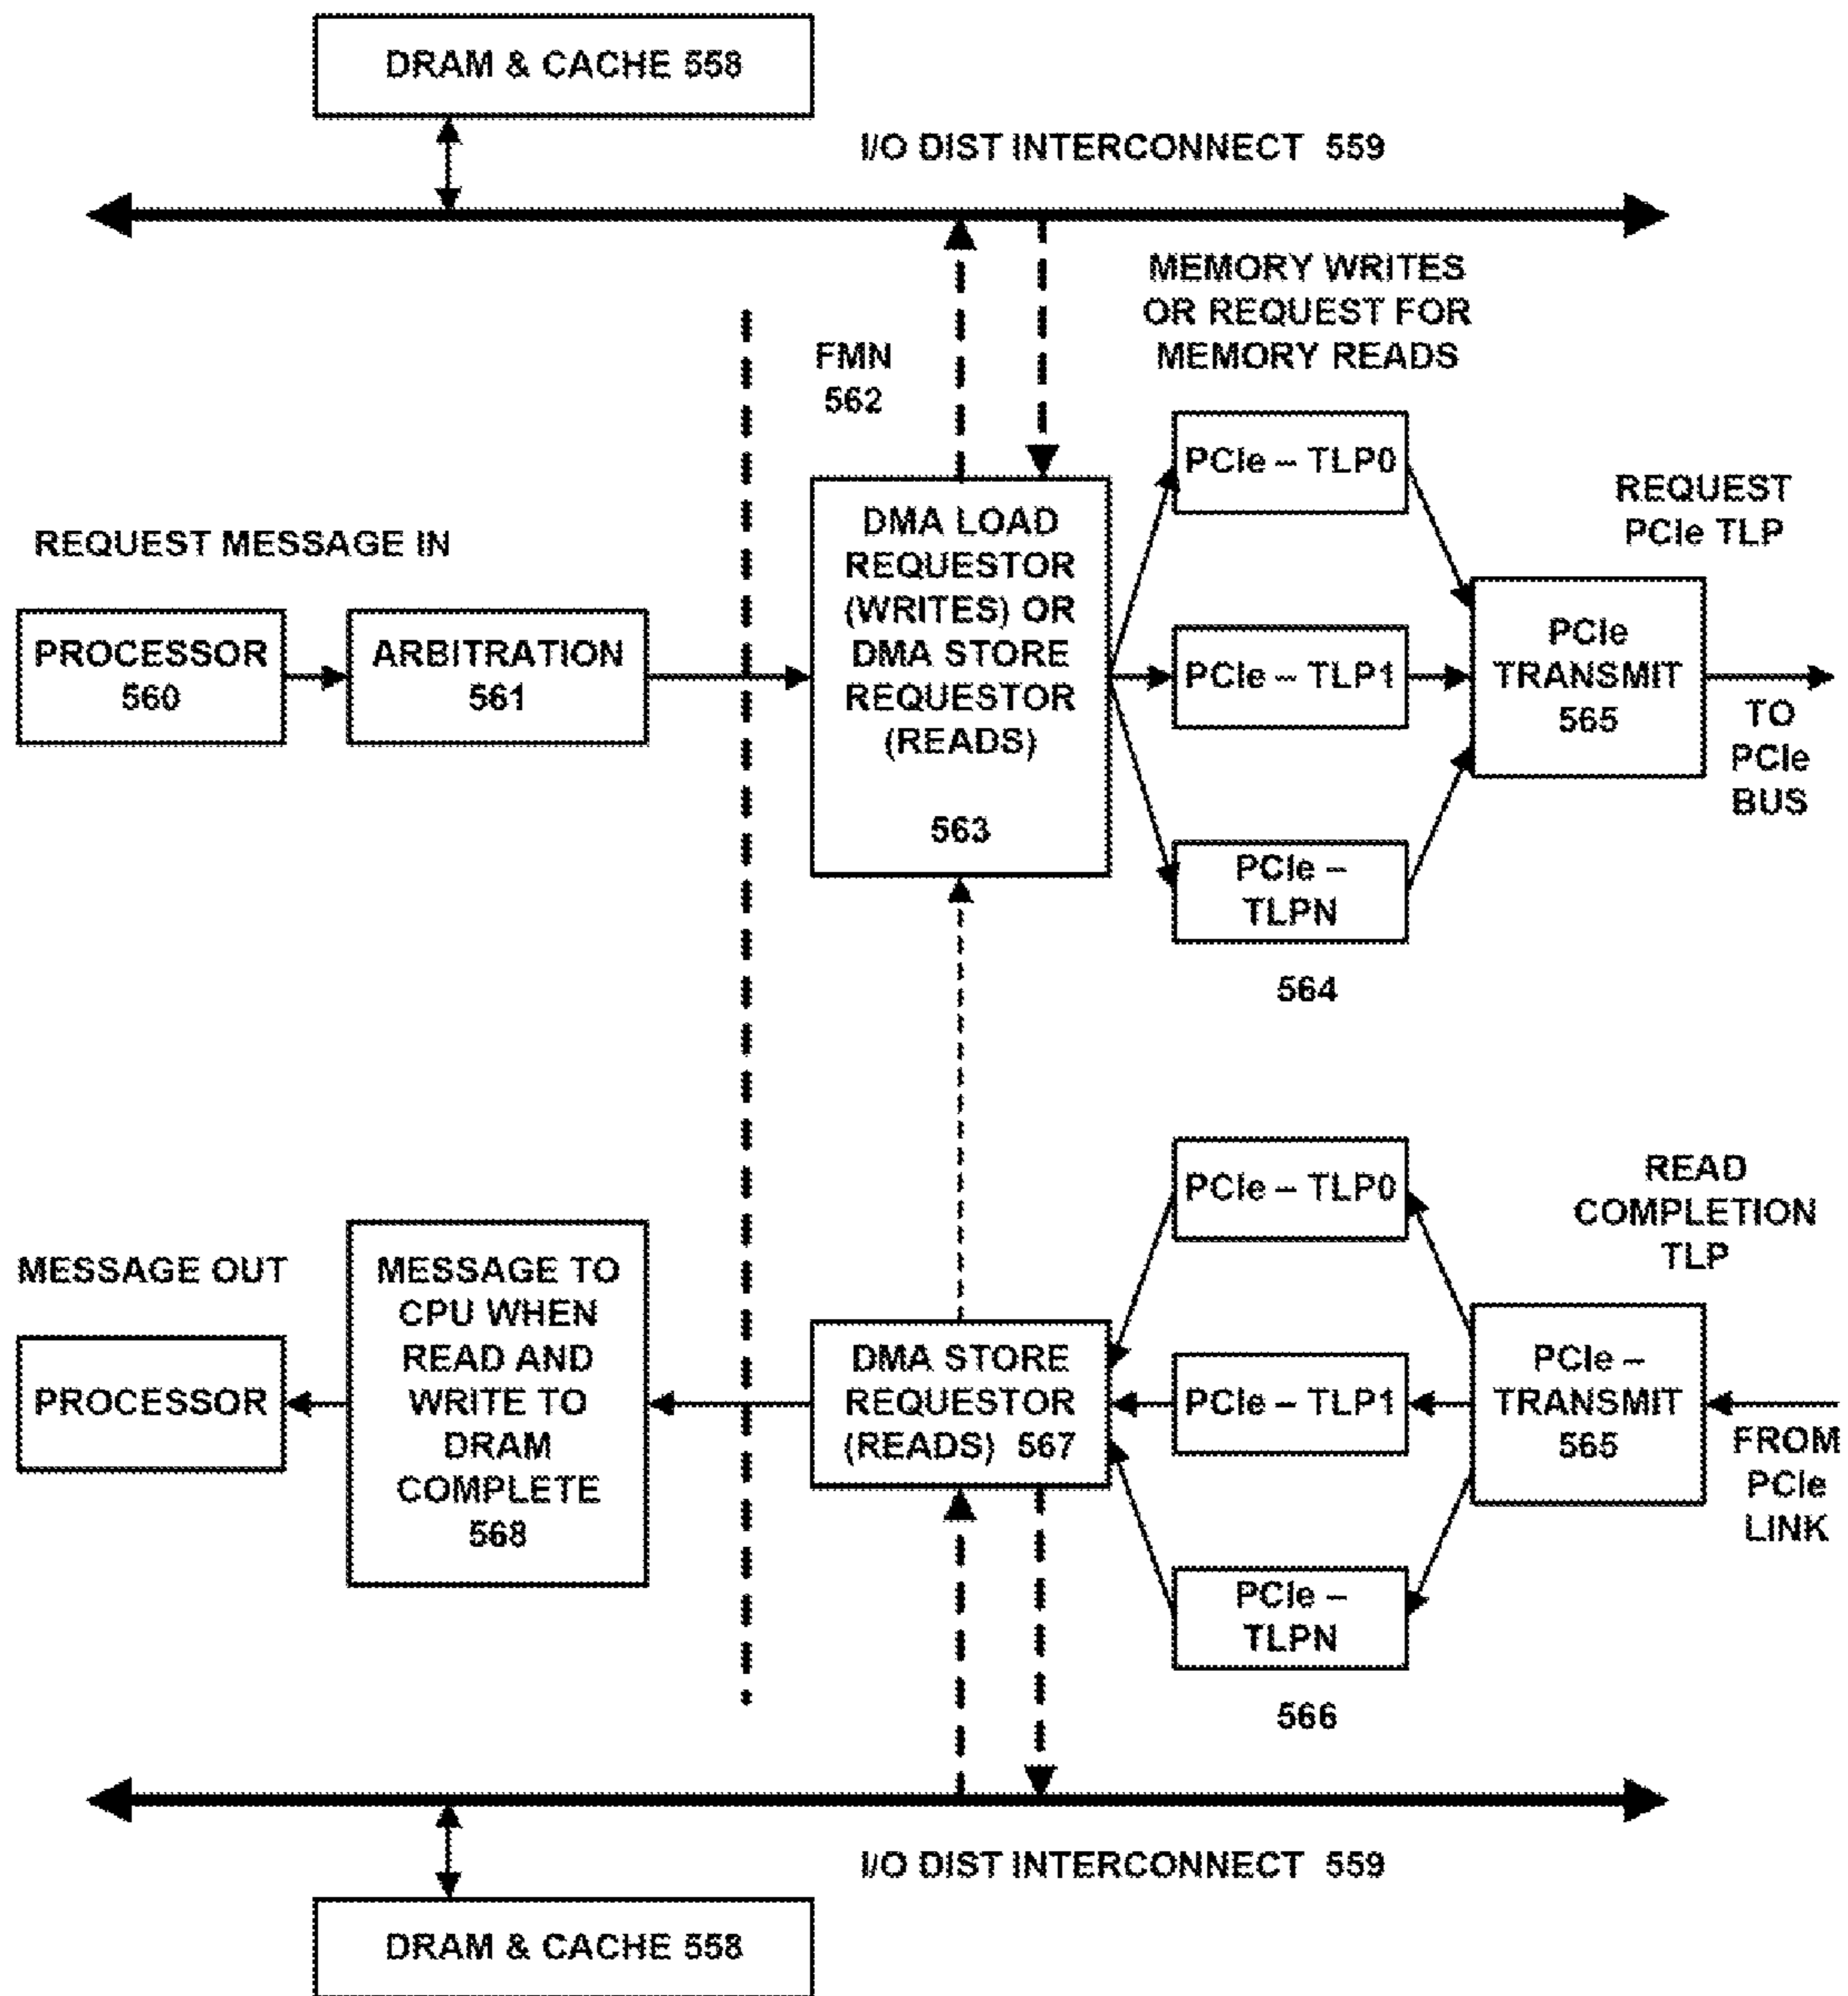 DRAM & CACHE 558
I/O DIST INTERCONNECT 559
MEMORY WRITES
OR REQUEST FOR
MEMORY READS
FMN
562
PCIe – TLP0
REQUEST
PCIe TLP
REQUEST MESSAGE IN
DMA LOAD
REQUESTOR
(WRITES) OR
DMA STORE
REQUESTOR
(READS)
563
PROCESSOR
560
ARBITRATION
561
PCIe – TLP1
PCIe
TRANSMIT
565
TO
PCIe
BUS
PCIe –
TLPN
564
PCIe – TLP0
READ
COMPLETION
TLP
MESSAGE OUT
MESSAGE TO
CPU WHEN
READ AND
WRITE TO
DRAM
COMPLETE
568
PROCESSOR
DMA STORE
REQUESTOR
(READS) 567
PCIe – TLP1
PCIe –
TRANSMIT
565
FROM
PCIe
LINK
PCIe –
TLPN
566
I/O DIST INTERCONNECT 559
DRAM & CACHE 558